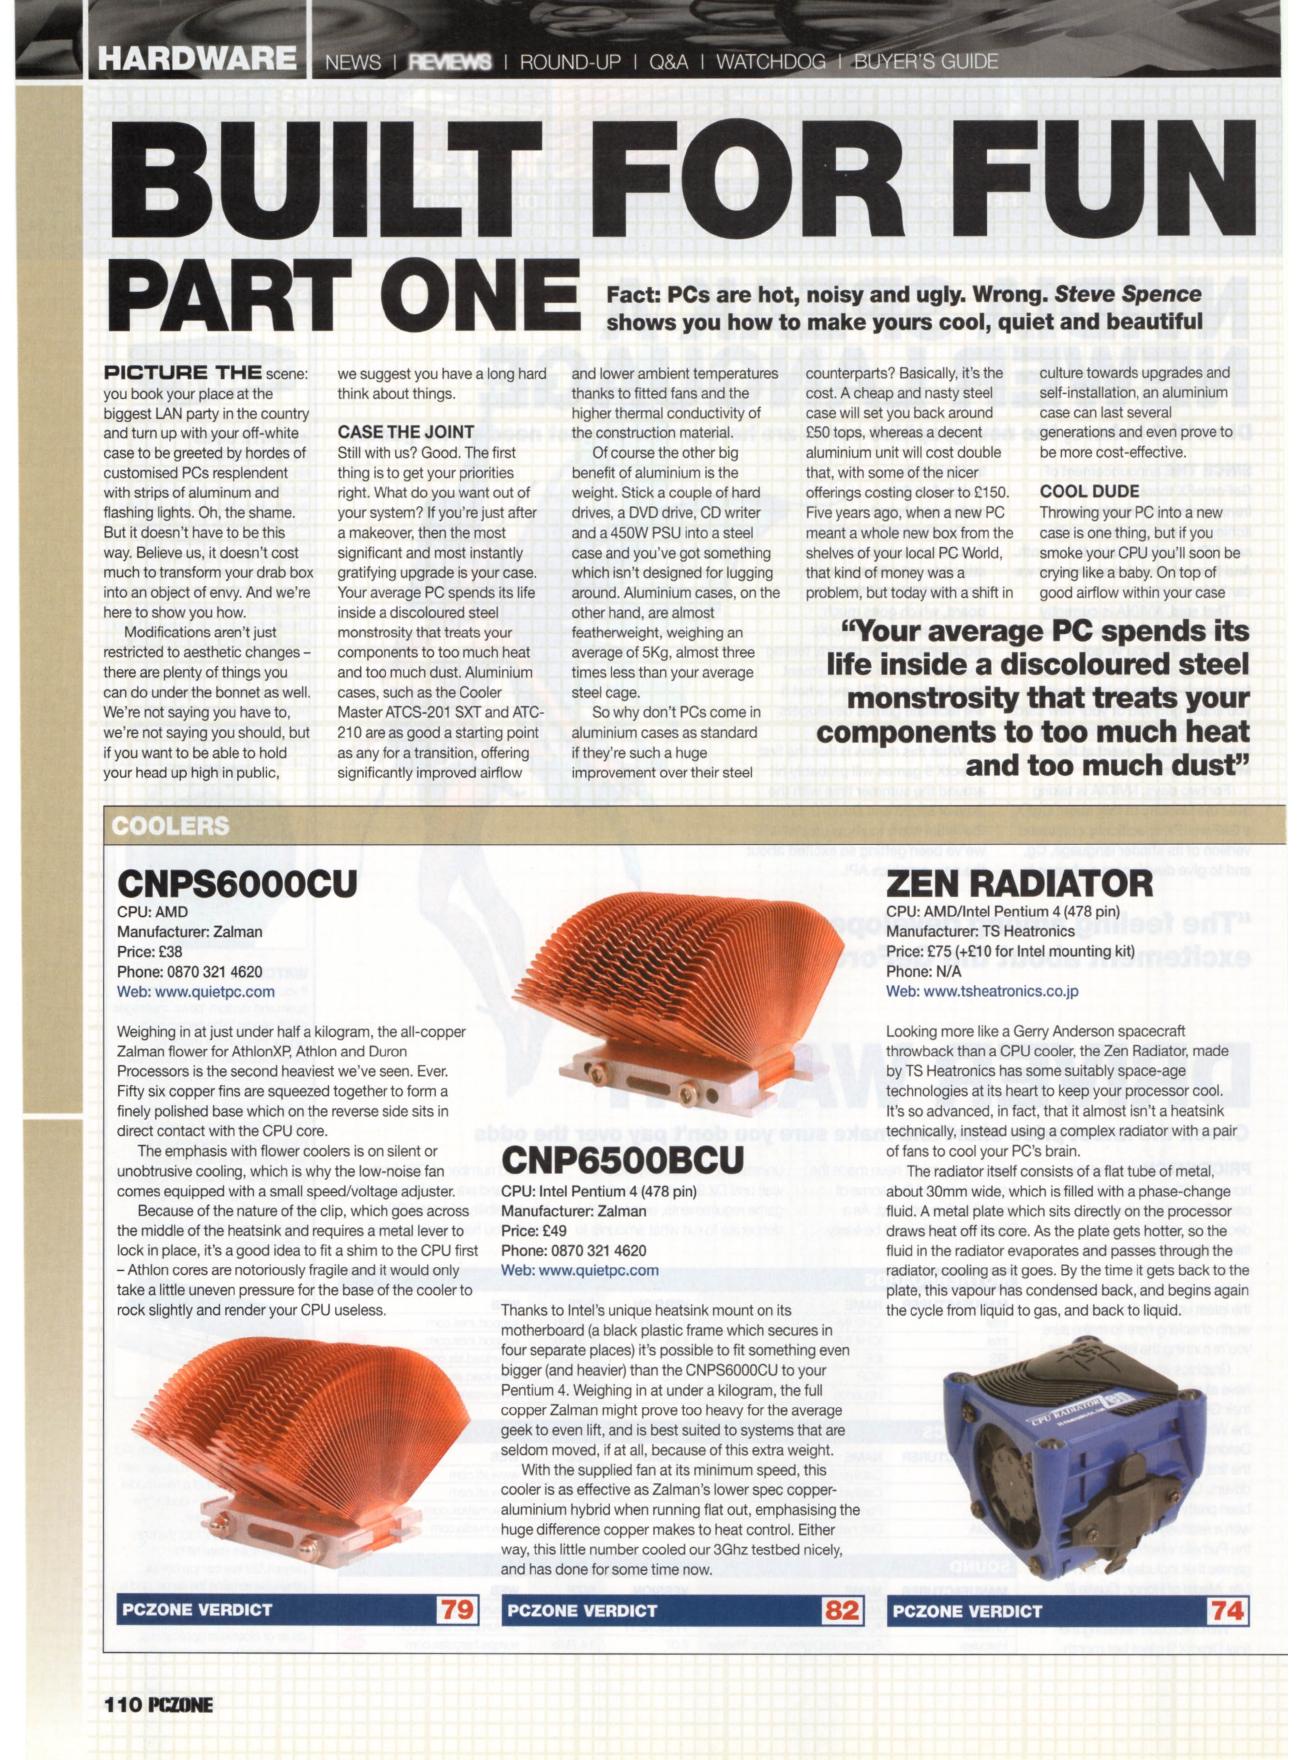 HARDWARE
NEWS | REVIEWS | ROUND-UP | Q&A | WATCHDOG | BUYER'S GUIDE
BUILT FOR FUN
PART ONE
Fact: PCs are hot, noisy and ugly. Wrong. Steve Spence
shows you how to make yours cool, quiet and beautiful
PICTURE THE scene:
you book your place at the
biggest LAN party in the country
and turn up with your off-white
case to be greeted by hordes of
customised PCs resplendent
with strips of aluminum and
flashing lights. Oh, the shame.
But it doesn't have to be this
way. Believe us, it doesn't cost
much to transform your drab box
into an object of envy. And we're
here to show you how.
Modifications aren't just
restricted to aesthetic changes –
there are plenty of things you
can do under the bonnet as well.
We're not saying you have to,
we're not saying you should, but
if you want to be able to hold
your head up high in public,
we suggest you have a long hard
think about things.
CASE THE JOINT
Still with us? Good. The first
thing is to get your priorities
right. What do you want out of
your system? If you're just after
a makeover, then the most
significant and most instantly
gratifying upgrade is your case.
Your average PC spends its life
inside a discoloured steel
monstrosity that treats your
components to too much heat
and too much dust. Aluminium
cases, such as the Cooler
Master ATCS-201 SXT and ATC-
210 are as good a starting point
as any for a transition, offering
significantly improved airflow
and lower ambient temperatures
thanks to fitted fans and the
higher thermal conductivity of
the construction material.
Of course the other big
benefit of aluminium is the
weight. Stick a couple of hard
drives, a DVD drive, CD writer
and a 450W PSU into a steel
case and you've got something
which isn't designed for lugging
around. Aluminium cases, on the
other hand, are almost
featherweight, weighing an
average of 5Kg, almost three
times less than your average
steel cage.
So why don't PCs come in
aluminium cases as standard
if they're such a huge
improvement over their steel
counterparts? Basically, it's the
cost. A cheap and nasty steel
case will set you back around
£50 tops, whereas a decent
aluminium unit will cost double
that, with some of the nicer
offerings costing closer to £150.
Five years ago, when a new PC
meant a whole new box from the
shelves of your local PC World,
that kind of money was a
problem, but today with a shift in
culture towards upgrades and
self-installation, an aluminium
case can last several
generations and even prove to
be more cost-effective.
COOL DUDE
Throwing your PC into a new
case is one thing, but if you
smoke your CPU you'll soon be
crying like a baby. On top of
good airflow within your case
"Your average PC spends its
life inside a discoloured steel
monstrosity that treats your
components to too much heat
and too much dust"
COOLERS
CNPS6000CU
CPU: AMD
Manufacturer: Zalman
Price: £38
Phone: 0870 321 4620
Web: www.quietpc.com
Weighing in at just under half a kilogram, the all-copper
Zalman flower for AthlonXP, Athlon and Duron
Processors is the second heaviest we've seen. Ever.
Fifty six copper fins are squeezed together to form a
finely polished base which on the reverse side sits in
direct contact with the CPU core.
The emphasis with flower coolers is on silent or
unobtrusive cooling, which is why the low-noise fan
comes equipped with a small speed/voltage adjuster.
Because of the nature of the clip, which goes across
the middle of the heatsink and requires a metal lever to
lock in place, it's a good idea to fit a shim to the CPU first
– Athlon cores are notoriously fragile and it would only
take a little uneven pressure for the base of the cooler to
rock slightly and render your CPU useless.
PCZONE VERDICT 79
CNP6500BCU
CPU: Intel Pentium 4 (478 pin)
Manufacturer: Zalman
Price: £49
Phone: 0870 321 4620
Web: www.quietpc.com
Thanks to Intel's unique heatsink mount on its
motherboard (a black plastic frame which secures in
four separate places) it's possible to fit something even
bigger (and heavier) than the CNPS6000CU to your
Pentium 4. Weighing in at under a kilogram, the full
copper Zalman might prove too heavy for the average
geek to even lift, and is best suited to systems that are
seldom moved, if at all, because of this extra weight.
With the supplied fan at its minimum speed, this
cooler is as effective as Zalman's lower spec copper-
aluminium hybrid when running flat out, emphasising the
huge difference copper makes to heat control. Either
way, this little number cooled our 3Ghz testbed nicely,
and has done for some time now.
PCZONE VERDICT 82
ZEN RADIATOR
CPU: AMD/Intel Pentium 4 (478 pin)
Manufacturer: TS Heatronics
Price: £75 (+£10 for Intel mounting kit)
Phone: N/A
Web: www.tsheatronics.co.jp
Looking more like a Gerry Anderson spacecraft
throwback than a CPU cooler, the Zen Radiator, made
by TS Heatronics has some suitably space-age
technologies at its heart to keep your processor cool.
It's so advanced, in fact, that it almost isn't a heatsink
technically, instead using a complex radiator with a pair
of fans to cool your PC's brain.
The radiator itself consists of a flat tube of metal,
about 30mm wide, which is filled with a phase-change
fluid. A metal plate which sits directly on the processor
draws heat off its core. As the plate gets hotter, so the
fluid in the radiator evaporates and passes through the
radiator, cooling as it goes. By the time it gets back to the
plate, this vapour has condensed back, and begins again
the cycle from liquid to gas, and back to liquid.
CPU RADIATOR Zen
PCZONE VERDICT 74
110 PCZONE